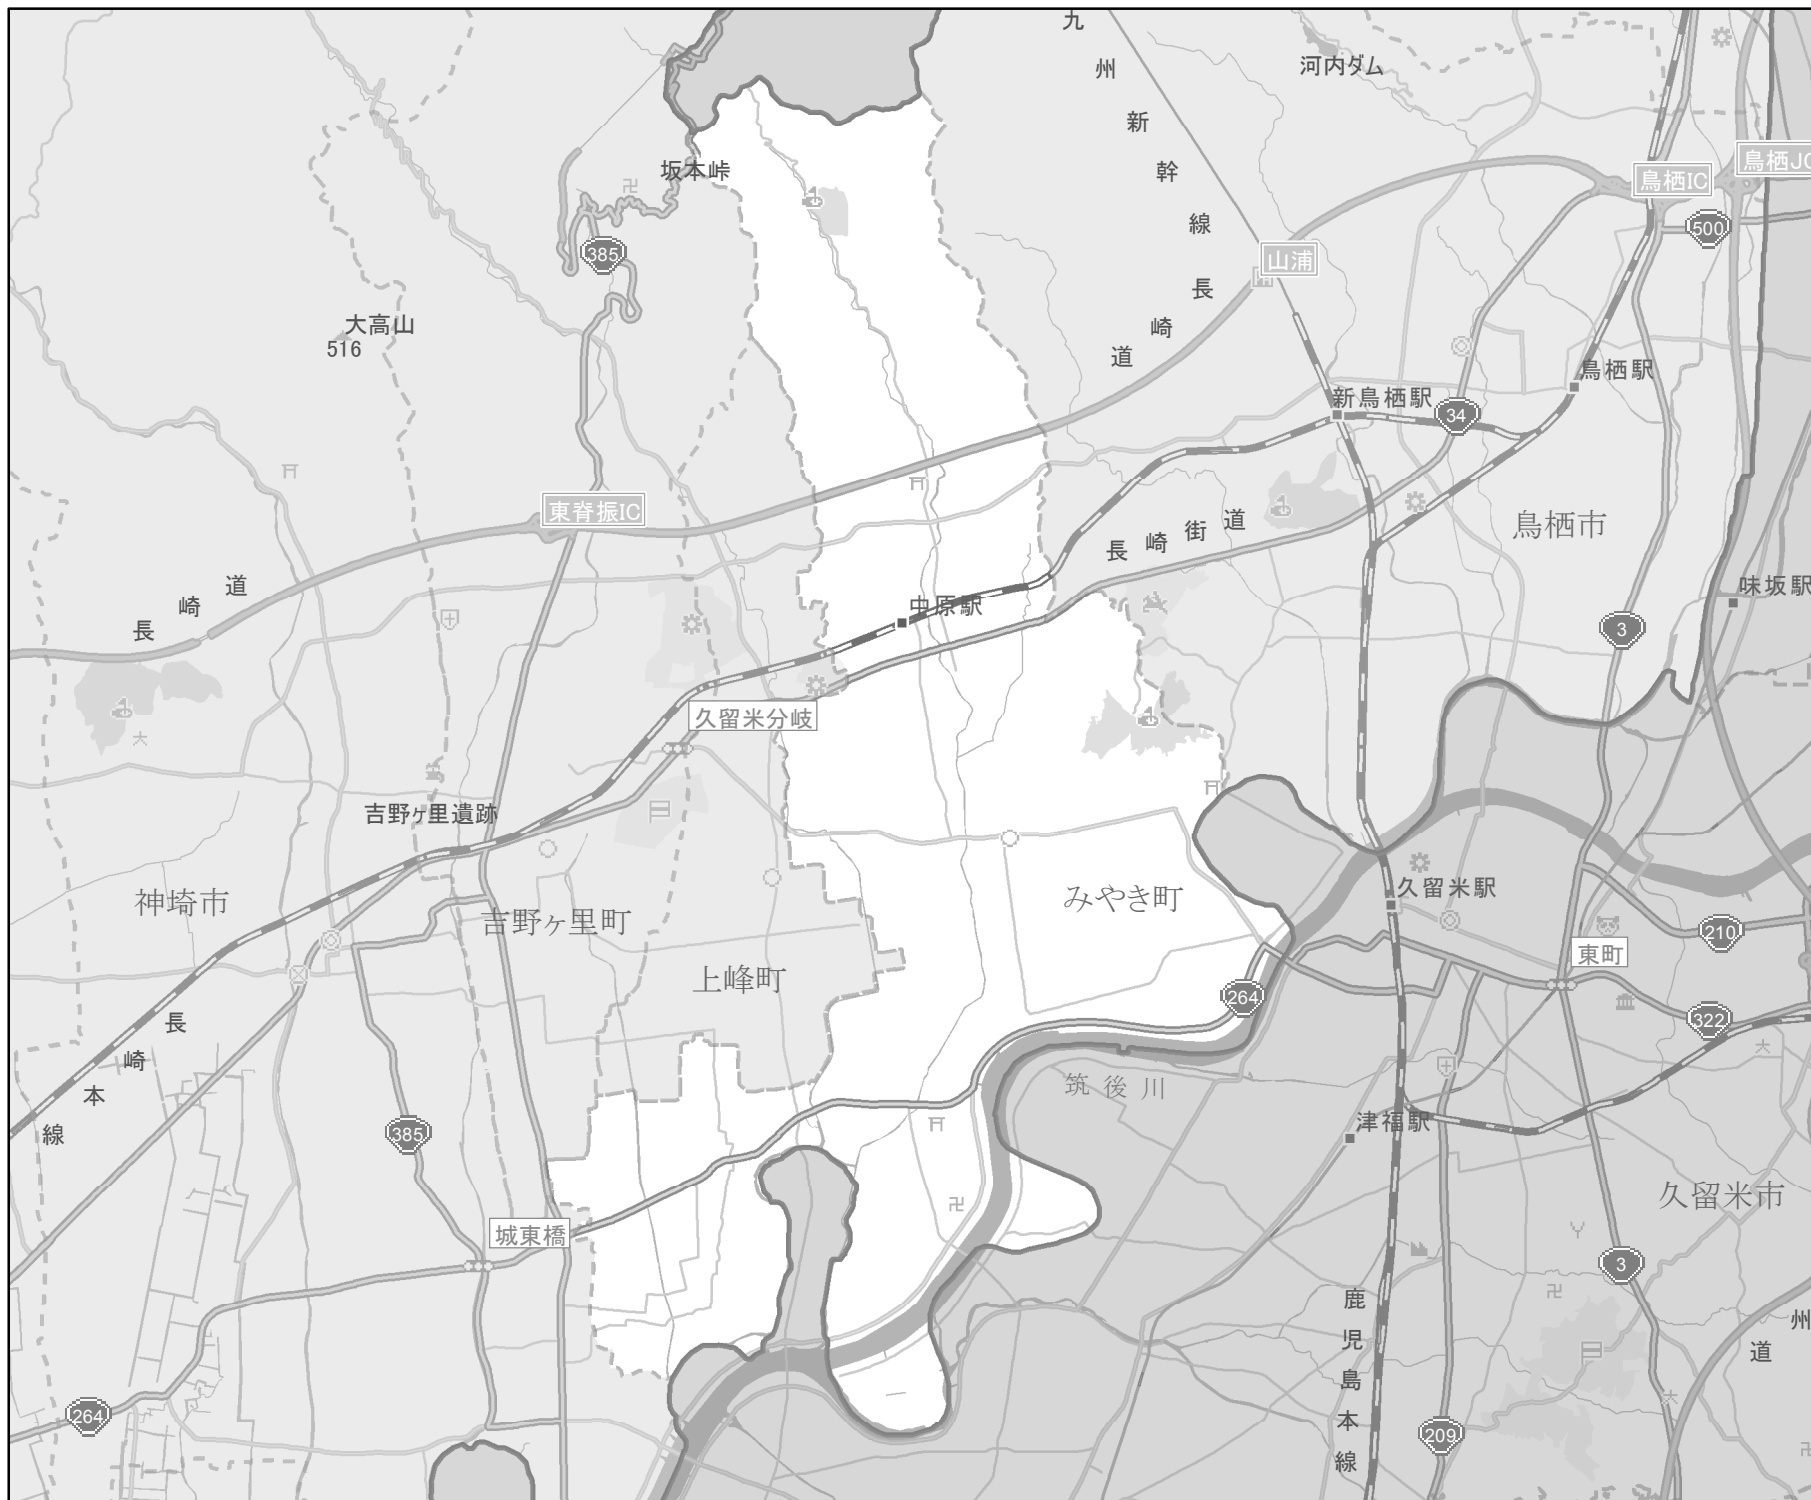 九州新幹線
河内ダム
鳥栖JC
鳥栖IC
坂本峠
500
385
山浦
長崎道
大高山
516
鳥栖駅
新鳥栖駅
34
東脊振IC
長崎街道
鳥栖市
長崎道
味坂駅
中原駅
3
久留米分岐
吉野ヶ里遺跡
久留米駅
みやき町
神埼市
吉野ヶ里町
210
東町
上峰町
264
322
長崎本線
筑後川
385
津福駅
久留米市
城東橋
3
鹿児島本線
州道
264
209